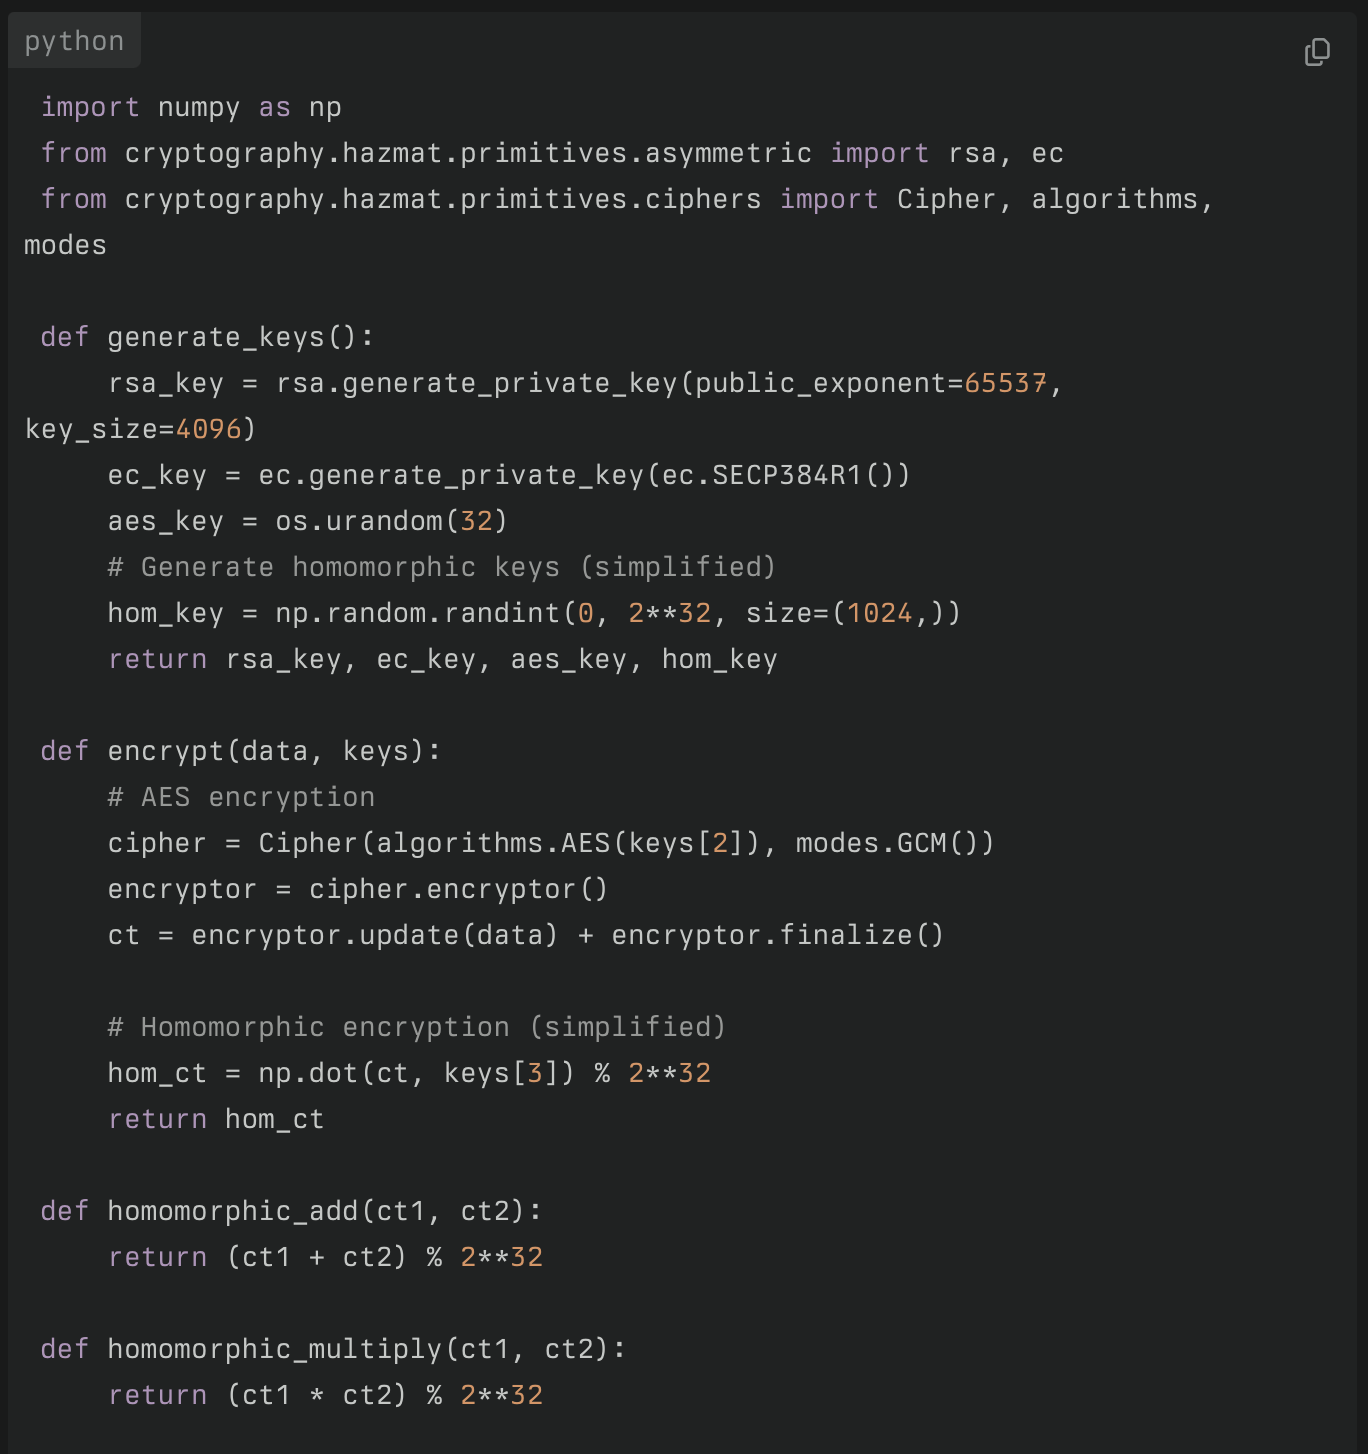 python
import numpy as np
from cryptography.hazmat.primitives.asymmetric import rsa, ec
from cryptography.hazmat.primitives.ciphers import Cipher, algorithms,
modes
def generate_keys():
rsa_key = rsa.generate_private_key(public_exponent=65537,
key_size=4096)
ec_key = ec.generate_private_key(ec.SECP384R1())
aes_key = os.urandom(32)
# Generate homomorphic keys (simplified)
hom_key = np.random.randint(0, 2**32, size=(1024,))
return rsa_key, ec_key, aes_key, hom_key
def encrypt(data, keys):
# AES encryption
cipher = Cipher(algorithms.AES(keys[2]), modes.GCM())
encryptor = cipher.encryptor()
ct = encryptor.update(data) + encryptor.finalize()
# Homomorphic encryption (simplified)
hom_ct = np.dot(ct, keys[3]) % 2**32
return hom_ct
def homomorphic_add(ct1, ct2):
return (ct1 + ct2) % 2**32
def homomorphic_multiply(ct1, ct2):
return (ct1 * ct2) % 2**32